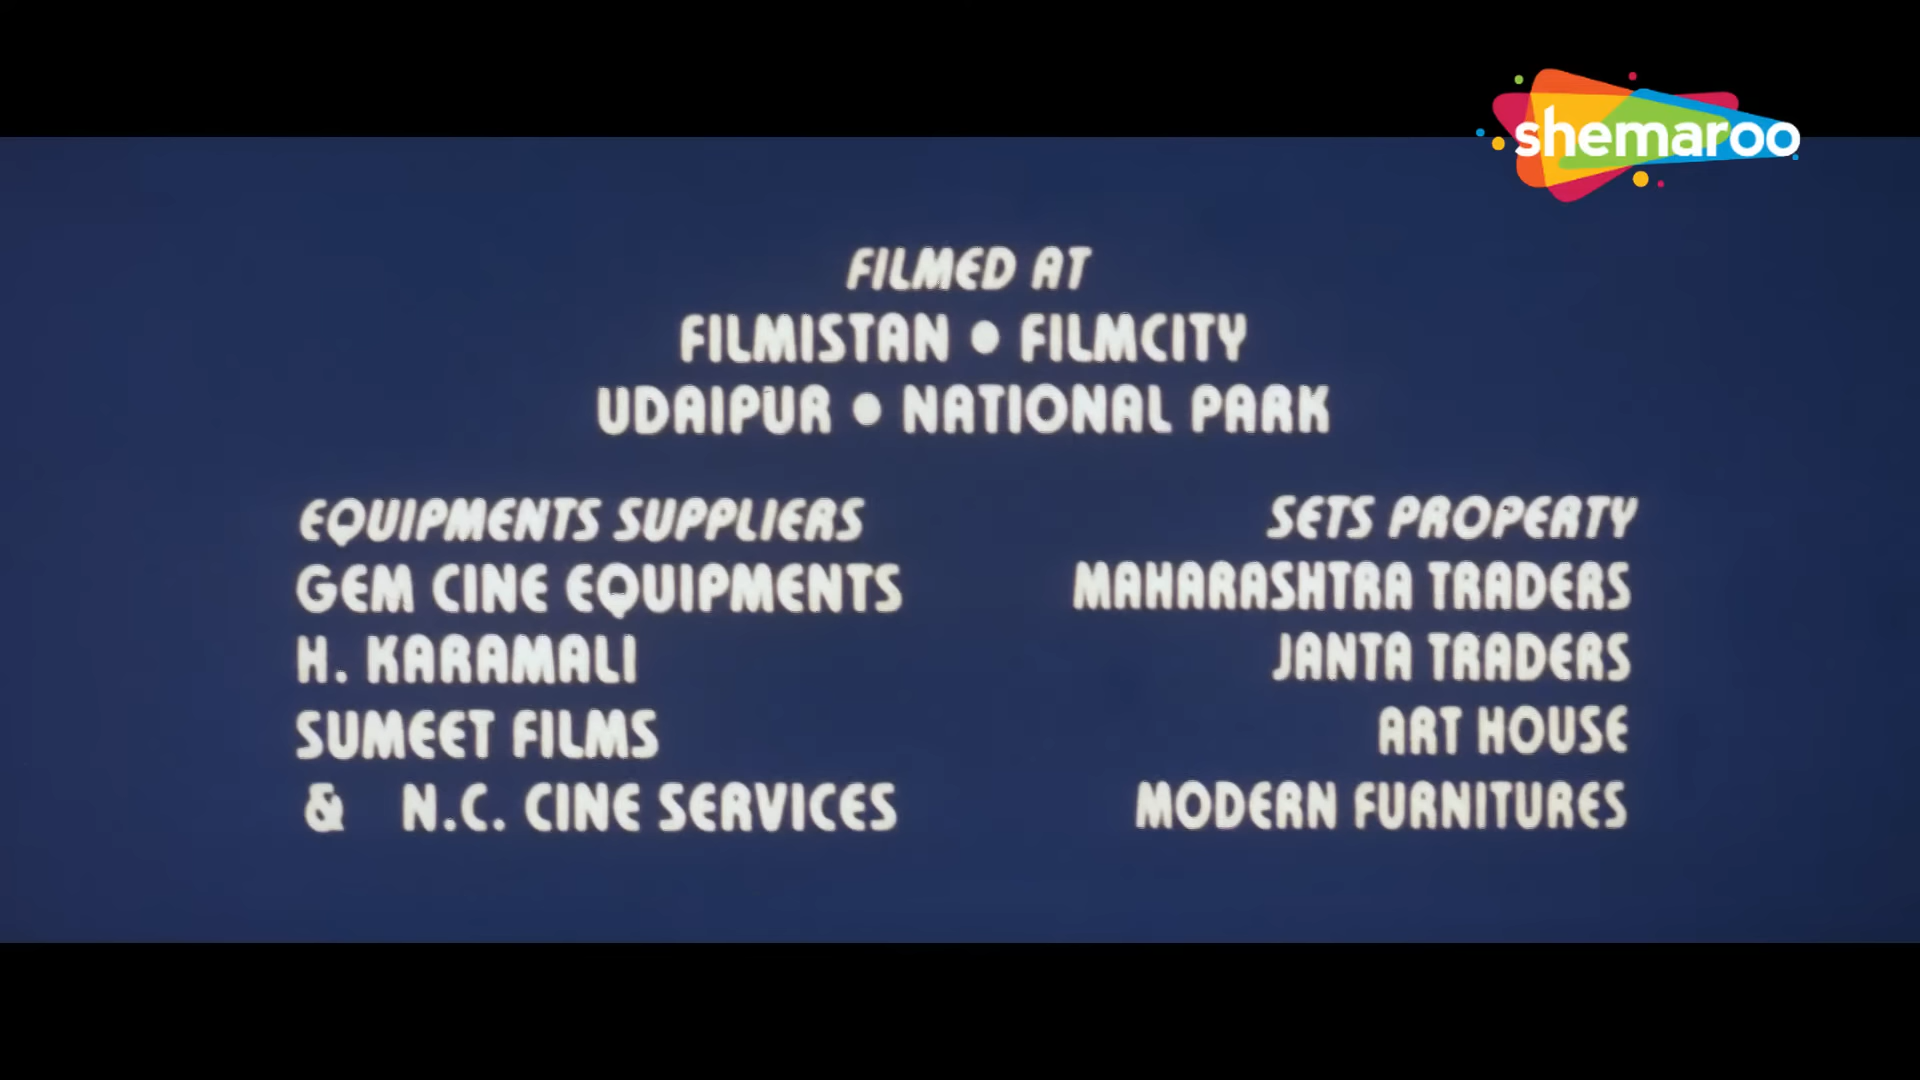 shemaroo
FILMED AT
FILMISTAN • FILMCITY
UDAIPUR • NATIONAL PARK
EQUIPMENTS SUPPLIERS
GEM CINE EQUIPMENTS
H. KARAMALI
SUMEET FILMS
& N.C. CINE SERVICES
SETS PROPERTY
MAHARASHTRA TRADERS
JANTA TRADERS
ART HOUSE
MODERN FURNITURES